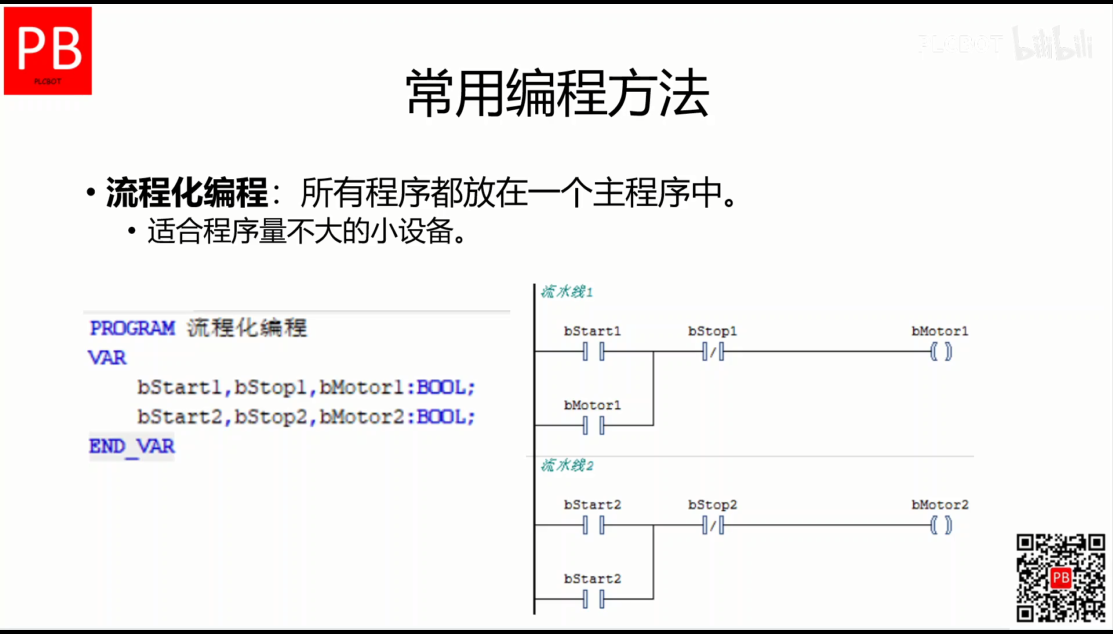 PB
PLOBOT
bilibili
常用编程方法
• 流程化编程：所有程序都放在一个主程序中。
• 适合程序量不大的小设备。
PROGRAM 流程化编程
VAR
bStart1,bStop1,bMotor1:BOOL;
bStart2,bStop2,bMotor2:BOOL;
END_VAR
流水线1
bStart1 bStop1 bMotor1
bMotor1
流水线2
bStart2 bStop2 bMotor2
bStart2
PB